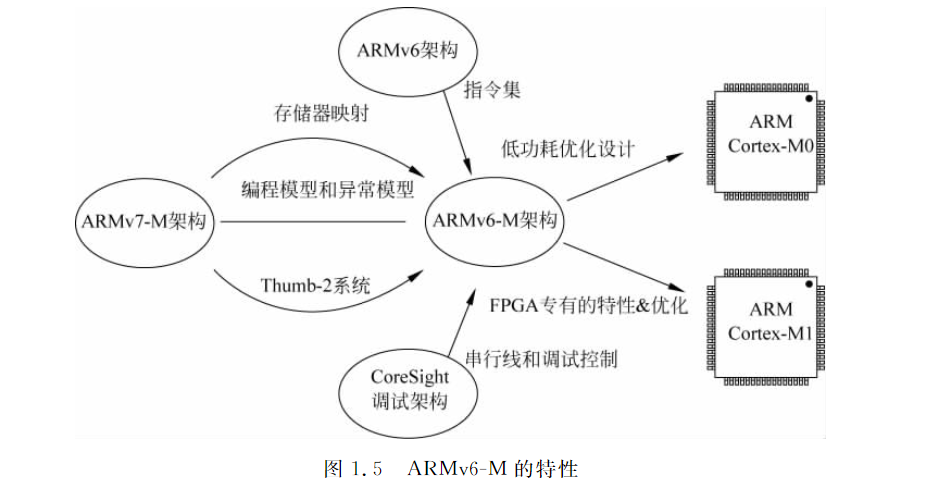 ARMv6架构
指令集
存储器映射
低功耗优化设计
ARM
Cortex-M0
编程模型和异常模型
ARMv7-M架构
ARMv6-M架构
Thumb-2系统
FPGA专有的特性&优化
ARM
Cortex-M1
串行线和调试控制
CoreSight
调试架构
图 1.5 ARMv6-M 的特性